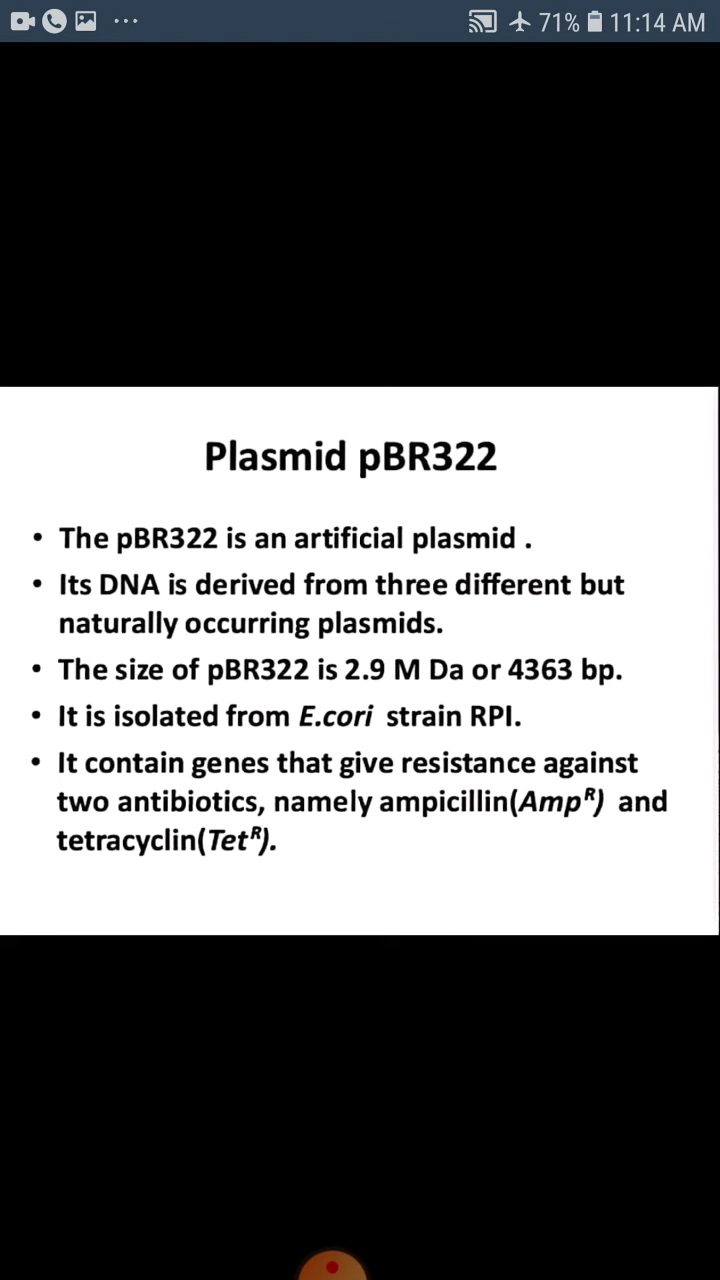 71% 11:14 AM
Plasmid pBR322
• The pBR322 is an artificial plasmid .
• Its DNA is derived from three different but
naturally occurring plasmids.
• The size of pBR322 is 2.9 M Da or 4363 bp.
• It is isolated from E.cori strain RPI.
• It contain genes that give resistance against
two antibiotics, namely ampicillin(Ampᴿ) and
tetracyclin(Tetᴿ).